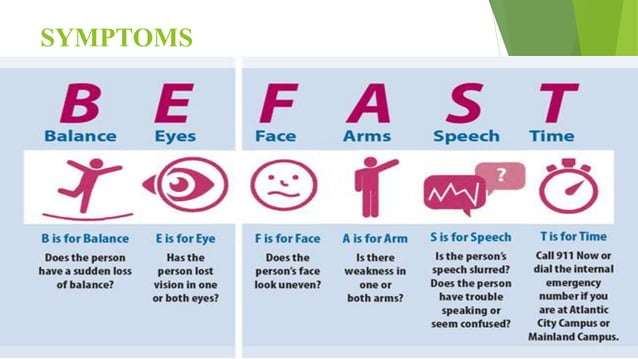 SYMPTOMS
B E F A S T
Balance Eyes Face Arms Speech Time
?
B is for Balance
Does the person
have a sudden loss
of balance?
E is for Eye
Has the
person lost
vision in one
or both eyes?
F is for Face
Does the
person's face
look uneven?
A is for Arm
Is there
weakness in
one or
both arms?
S is for Speech
Is the person's
speech slurred?
Does the person
have trouble
speaking or
seem confused?
T is for Time
Call 911 Now or
dial the internal
emergency
number if you
are at Atlantic
City Campus or
Mainland Campus.